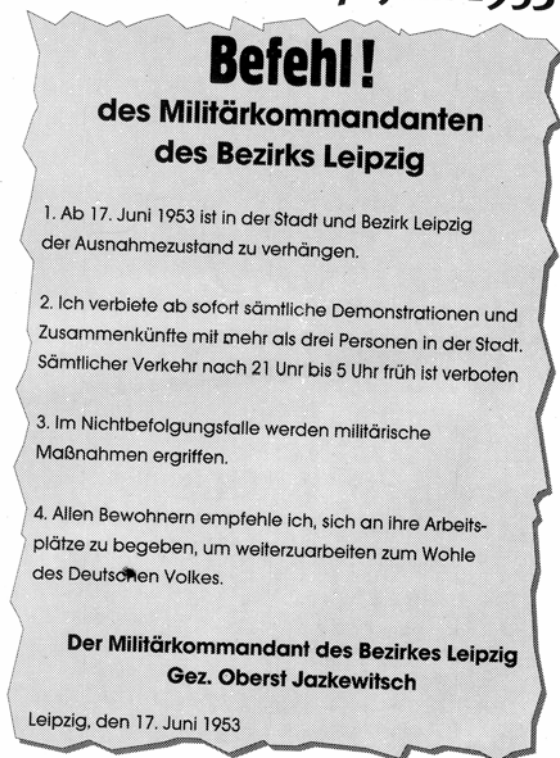 1953
Befehl!
des Militärkommandanten
des Bezirks Leipzig
1. Ab 17. Juni 1953 ist in der Stadt und Bezirk Leipzig
der Ausnahmezustand zu verhängen.
2. Ich verbiete ab sofort sämtliche Demonstrationen und
Zusammenkünfte mit mehr als drei Personen in der Stadt.
Sämtlicher Verkehr nach 21 Unr bis 5 Uhr früh ist verboten
3. Im Nichtbefolgungsfalle werden militärische
Maßnahmen ergriffen.
4. Allen Bewohnern empfehle ich, sich an ihre Arbeits-
plätze zu begeben, um weiterzuarbeiten zum Wohle
des Deutschen Volkes.
Der Militärkommandant des Bezirkes Leipzig
Gez. Oberst Jazkewitsch
Leipzig, den 17. Juni 1953